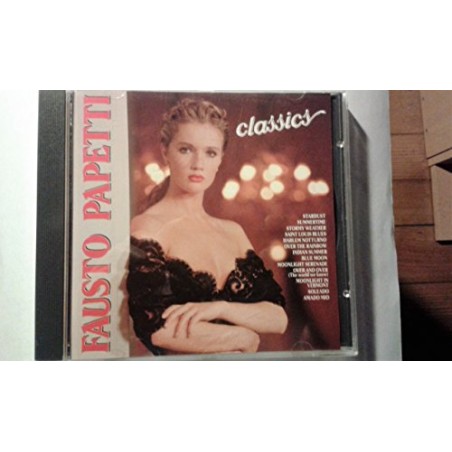 FAUSTO PAPETTI
classics
STARDUST
SUMMERTIME
STORMY WEATHER
SAINT LOUIS BLUES
HARLEM NOTTURNO
OVER THE RAINBOW
INDIAN SUMMER
BLUE MOON
MOONLIGHT SERENADE
OVER AND OVER
(The world we knew)
MOONLIGHT IN
VERMONT
SOLEADO
AMADO MIO